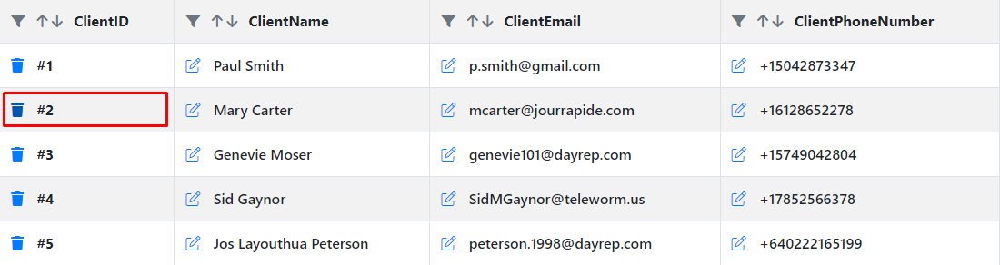 ClientID ClientName ClientEmail ClientPhoneNumber
#1 Paul Smith p.smith@gmail.com +15042873347
#2 Mary Carter mcarter@jourrapide.com +16128652278
#3 Genevie Moser genevie101@dayrep.com +15749042804
#4 Sid Gaynor SidMGaynor@teleworm.us +17852566378
#5 Jos Layouthua Peterson peterson.1998@dayrep.com +640222165199